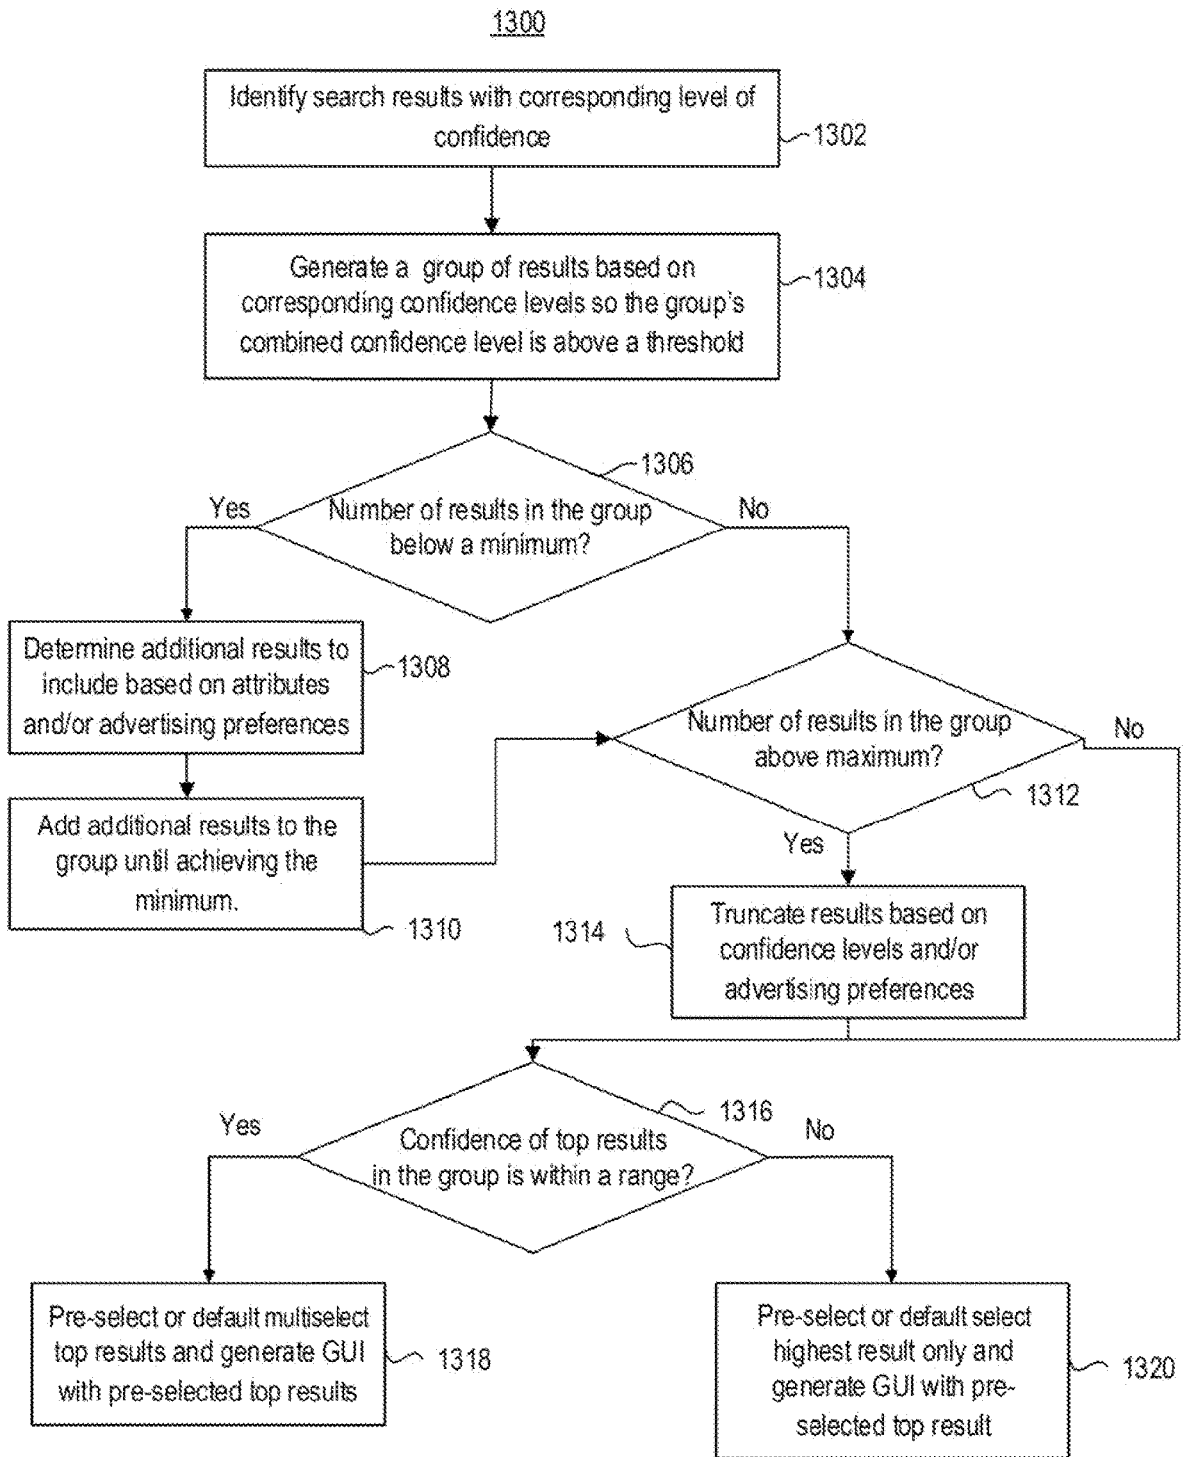 1300
Identify search results with corresponding level of
confidence
1302
Generate a group of results based on
corresponding confidence levels so the group's
combined confidence level is above a threshold
1304
1306
Yes
Number of results in the group
below a minimum?
No
Determine additional results to
include based on attributes
and/or advertising preferences
1308
Number of results in the group
above maximum?
No
1312
Add additional results to the
group until achieving the
minimum.
1310
Yes
1314
Truncate results based on
confidence levels and/or
advertising preferences
1316
Yes
Confidence of top results
in the group is within a range?
No
Pre-select or default multiselect
top results and generate GUI
with pre-selected top results
1318
Pre-select or default select
highest result only and
generate GUI with pre-
selected top result
1320